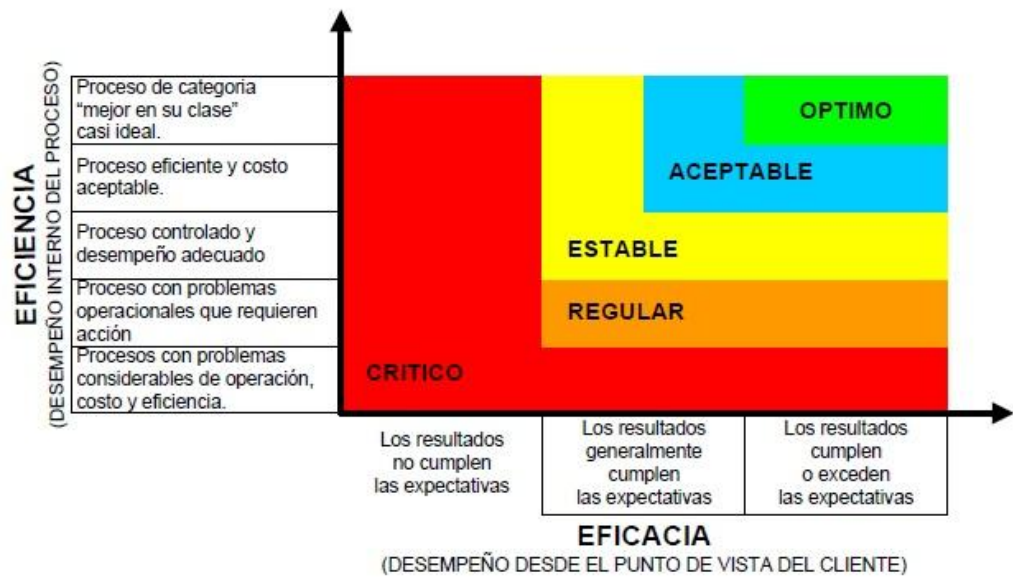 EFICIENCIA
(DESEMPEÑO INTERNO DEL PROCESO)
Proceso de categoria
“mejor en su clase”
casi ideal.
Proceso eficiente y costo
aceptable.
Proceso controlado y
desempeño adecuado
Proceso con problemas
operacionales que requieren
acción
Procesos con problemas
considerables de operación,
costo y eficiencia.
OPTIMO
ACEPTABLE
ESTABLE
REGULAR
CRITICO
Los resultados
no cumplen
las expectativas
Los resultados
generalmente
cumplen
las expectativas
Los resultados
cumplen
o exceden
las expectativas
EFICACIA
(DESEMPEÑO DESDE EL PUNTO DE VISTA DEL CLIENTE)